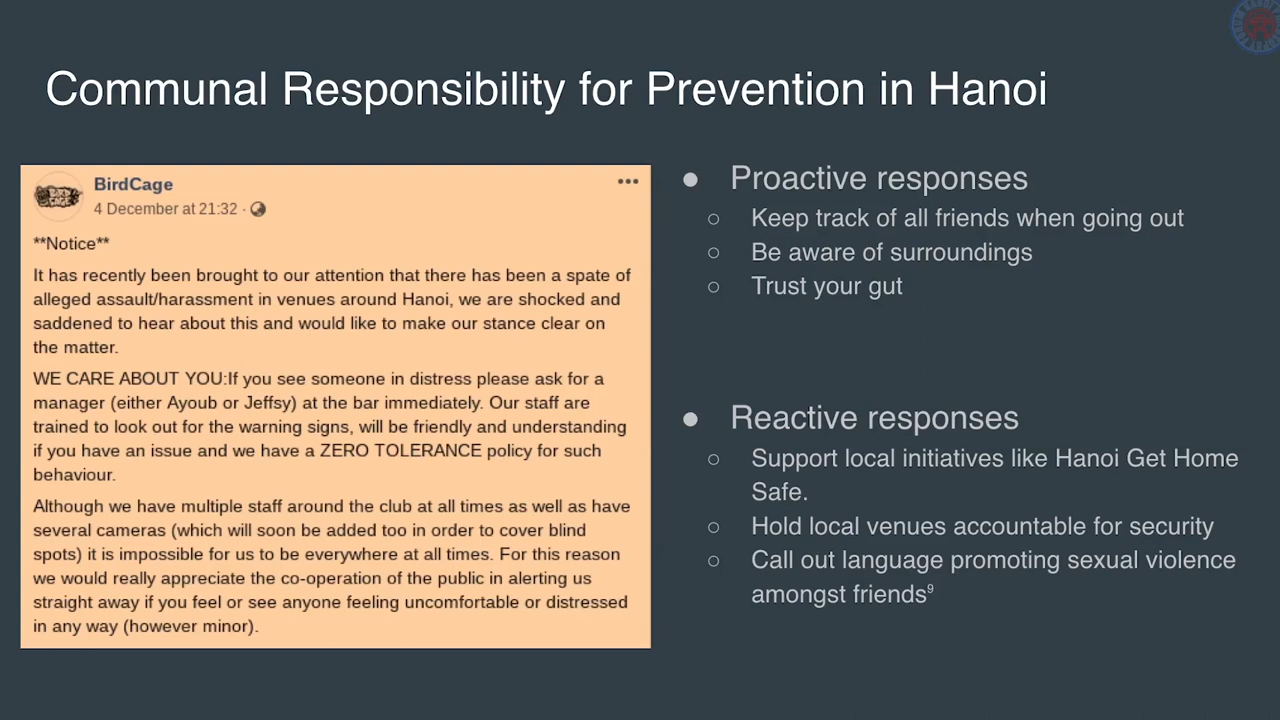 Communal Responsibility for Prevention in Hanoi
BirdCage
4 December at 21:32 ·
**Notice**
It has recently been brought to our attention that there has been a spate of
alleged assault/harassment in venues around Hanoi, we are shocked and
saddened to hear about this and would like to make our stance clear on
the matter.
WE CARE ABOUT YOU:If you see someone in distress please ask for a
manager (either Ayoub or Jeffsy) at the bar immediately. Our staff are
trained to look out for the warning signs, will be friendly and understanding
if you have an issue and we have a ZERO TOLERANCE policy for such
behaviour.
Although we have multiple staff around the club at all times as well as have
several cameras (which will soon be added too in order to cover blind
spots) it is impossible for us to be everywhere at all times. For this reason
we would really appreciate the co-operation of the public in alerting us
straight away if you feel or see anyone feeling uncomfortable or distressed
in any way (however minor).
● Proactive responses
○ Keep track of all friends when going out
○ Be aware of surroundings
○ Trust your gut
● Reactive responses
○ Support local initiatives like Hanoi Get Home
Safe.
○ Hold local venues accountable for security
○ Call out language promoting sexual violence
amongst friends⁹